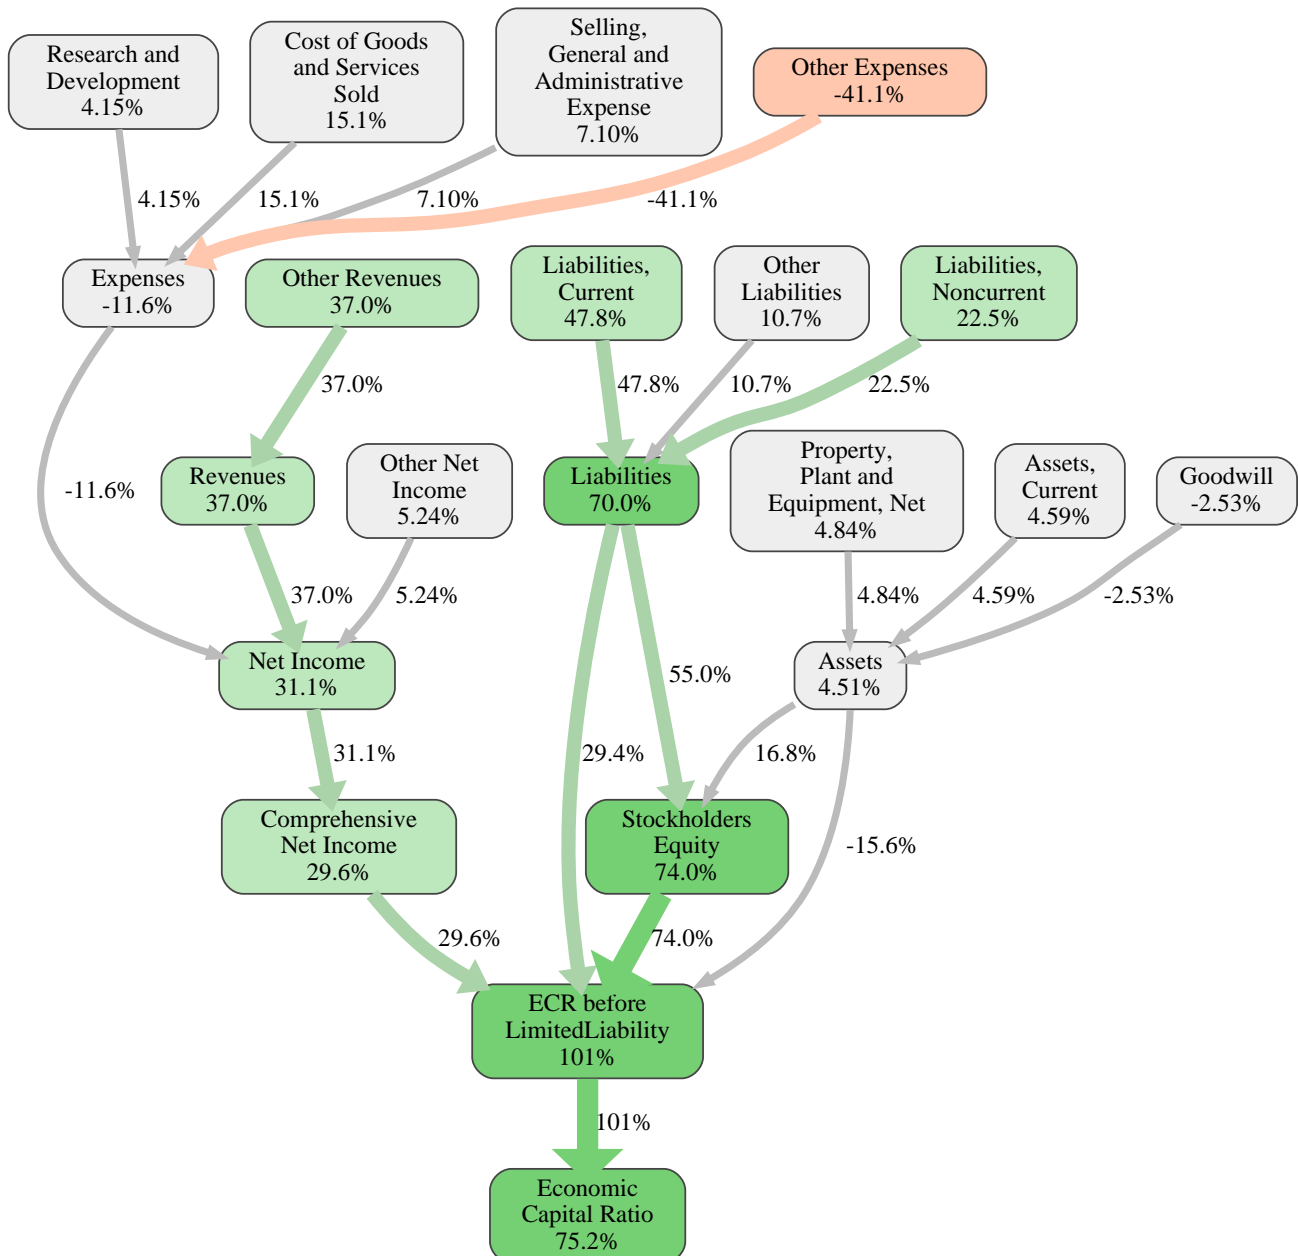 Research and
Development
4.15%
Cost of Goods
and Services
Sold
15.1%
Selling,
General and
Administrative
Expense
7.10%
Other Expenses
-41.1%
4.15%
15.1%
7.10%
-41.1%
Expenses
-11.6%
Other Revenues
37.0%
Liabilities,
Current
47.8%
Other
Liabilities
10.7%
Liabilities,
Noncurrent
22.5%
37.0%
47.8%
10.7%
22.5%
-11.6%
Revenues
37.0%
Other Net
Income
5.24%
Liabilities
70.0%
Property,
Plant and
Equipment, Net
4.84%
Assets,
Current
4.59%
Goodwill
-2.53%
37.0%
5.24%
4.84%
4.59%
-2.53%
Net Income
31.1%
55.0%
Assets
4.51%
31.1%
29.4%
16.8%
-15.6%
Comprehensive
Net Income
29.6%
Stockholders
Equity
74.0%
29.6%
74.0%
ECR before
LimitedLiability
101%
101%
Economic
Capital Ratio
75.2%